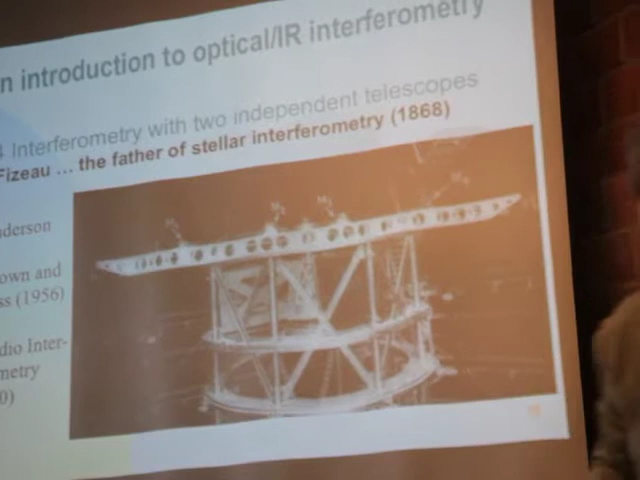 n introduction to optical/IR interferometry
Interferometry with two independent telescopes
Fizeau ... the father of stellar interferometry (1868)
derson
own and
ss (1956)
dio Inter-
metry
0)